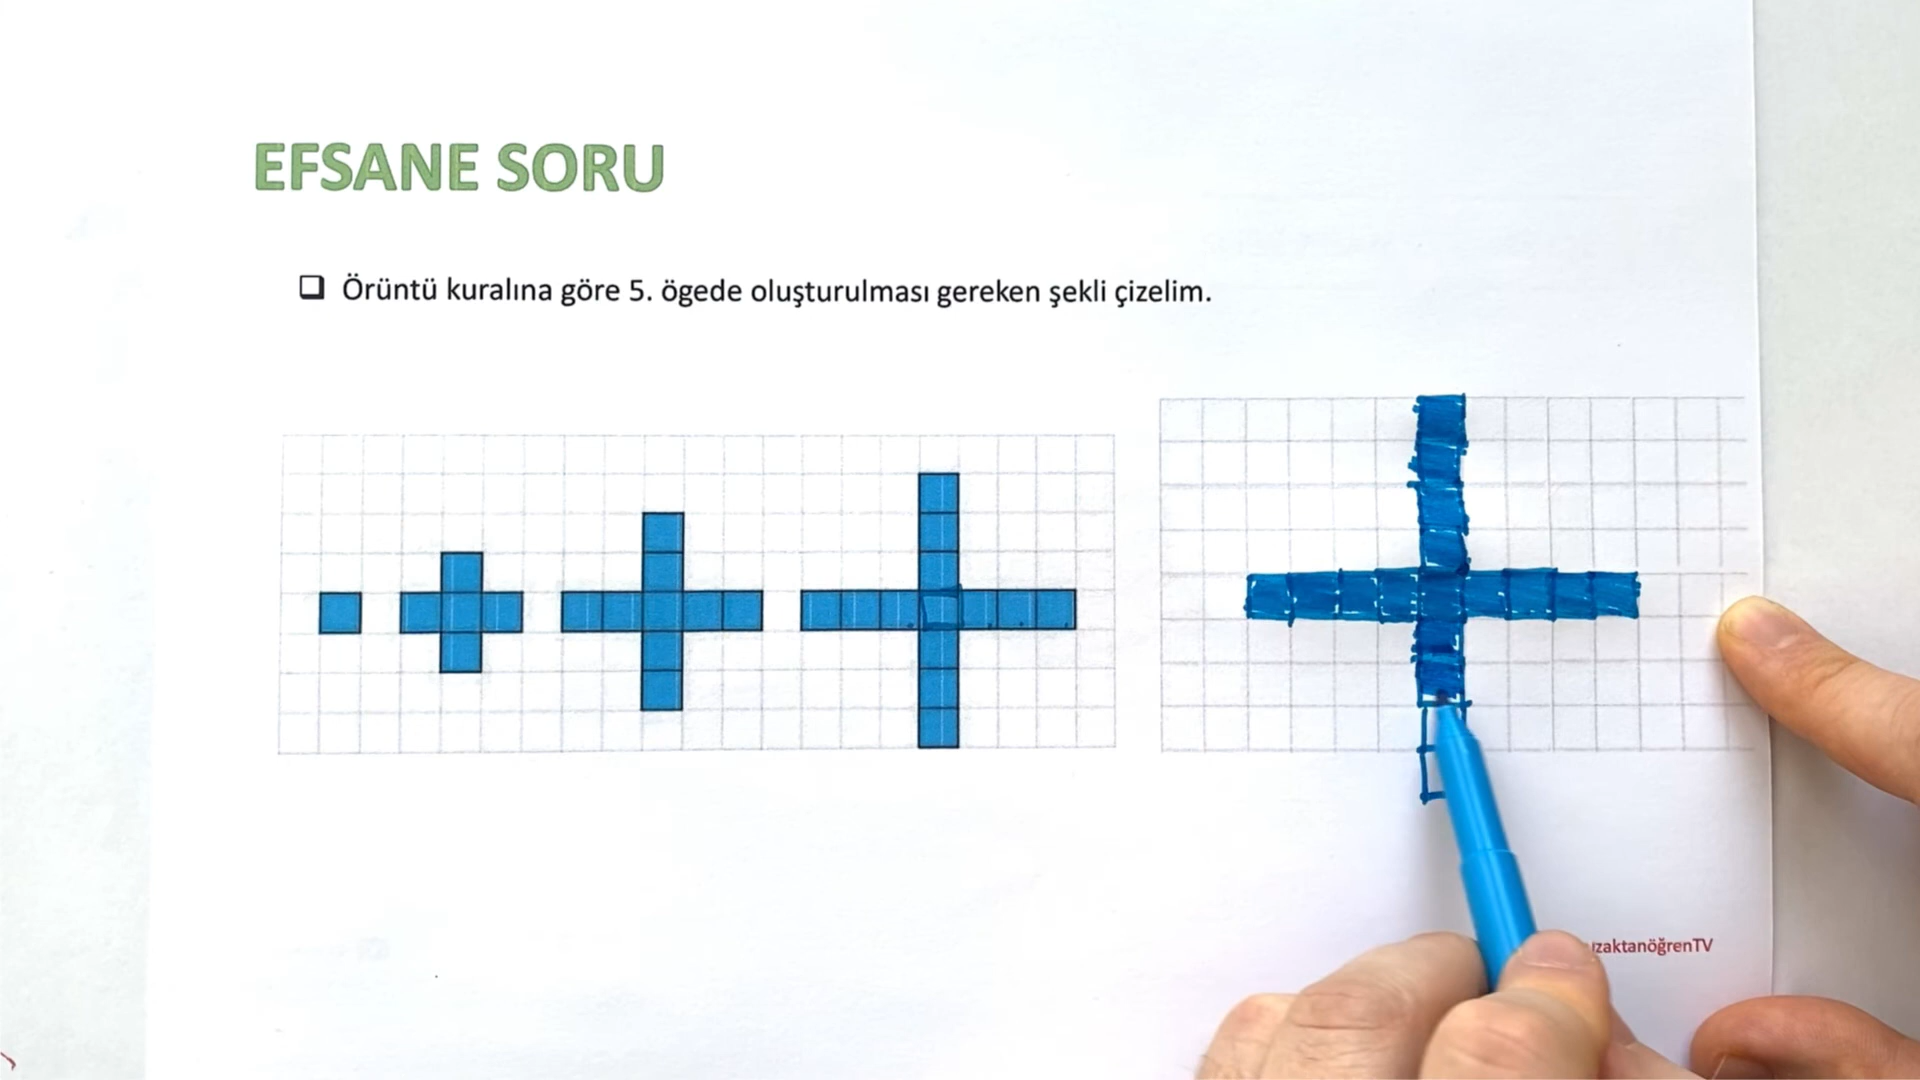 EFSANE SORU
Örüntü kuralına göre 5. ögede oluşturulması gereken şekli çizelim.
zaktanöğrenTV